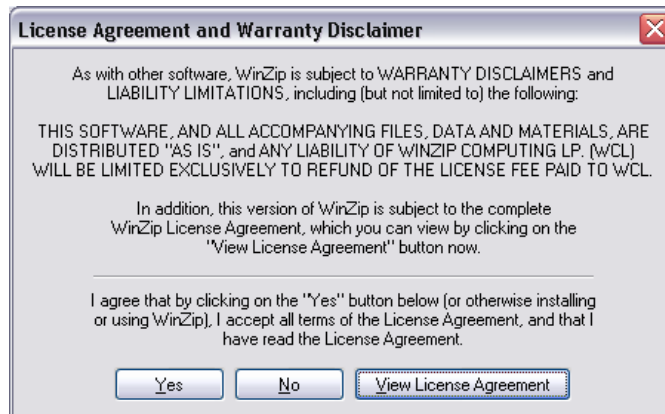 License Agreement and Warranty Disclaimer
As with other software, WinZip is subject to WARRANTY DISCLAIMERS and
LIABILITY LIMITATIONS, including (but not limited to) the following:
THIS SOFTWARE, AND ALL ACCOMPANYING FILES, DATA AND MATERIALS, ARE
DISTRIBUTED "AS IS", and ANY LIABILITY OF WINZIP COMPUTING LP. (WCL)
WILL BE LIMITED EXCLUSIVELY TO REFUND OF THE LICENSE FEE PAID TO WCL.
In addition, this version of WinZip is subject to the complete
WinZip License Agreement, which you can view by clicking on the
"View License Agreement" button now.
I agree that by clicking on the "Yes" button below (or otherwise installing
or using WinZip), I accept all terms of the License Agreement, and that I
have read the License Agreement.
Yes No View License Agreement